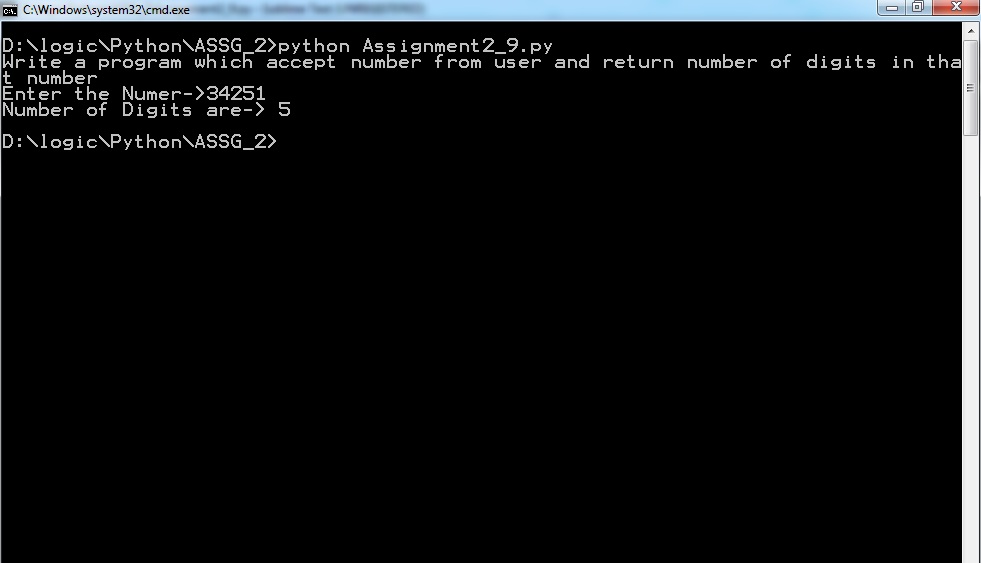 C:\Windows\system32\cmd.exe
D:\logic\Python\ASSG_2>python Assignment2_9.py
Write a program which accept number from user and return number of digits in tha
t number
Enter the Numer->34251
Number of Digits are-> 5
D:\logic\Python\ASSG_2>